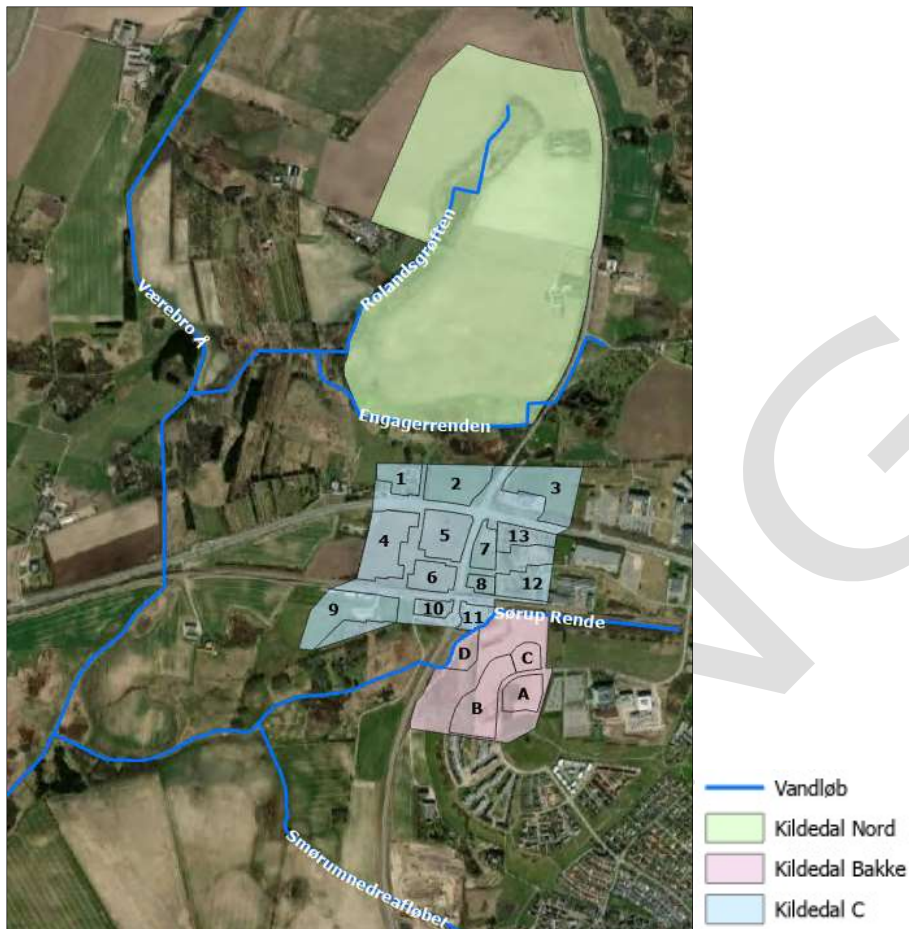 Rolandsgrøften
Værebro Å
Engagerrenden
1
2
3
4
5
7
13
6
8
12
9
10
11
Sørup Rende
D
C
A
B
Smørumnedreafløbet
Vandløb
Kildedal Nord
Kildedal Bakke
Kildedal C
VG